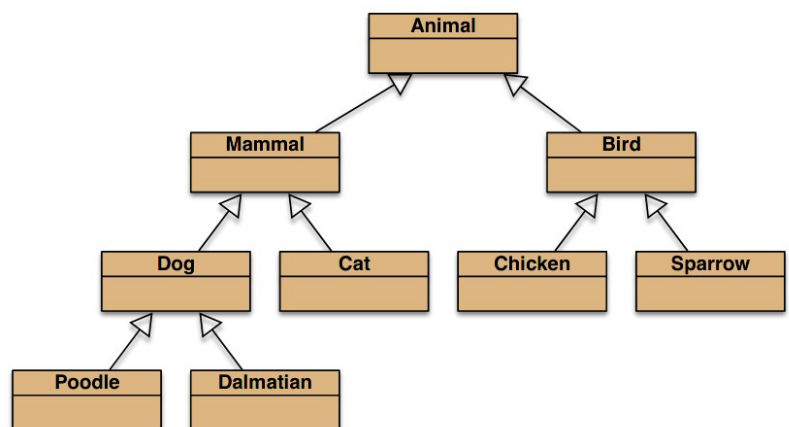 Animal
Mammal
Bird
Dog
Cat
Chicken
Sparrow
Poodle
Dalmatian